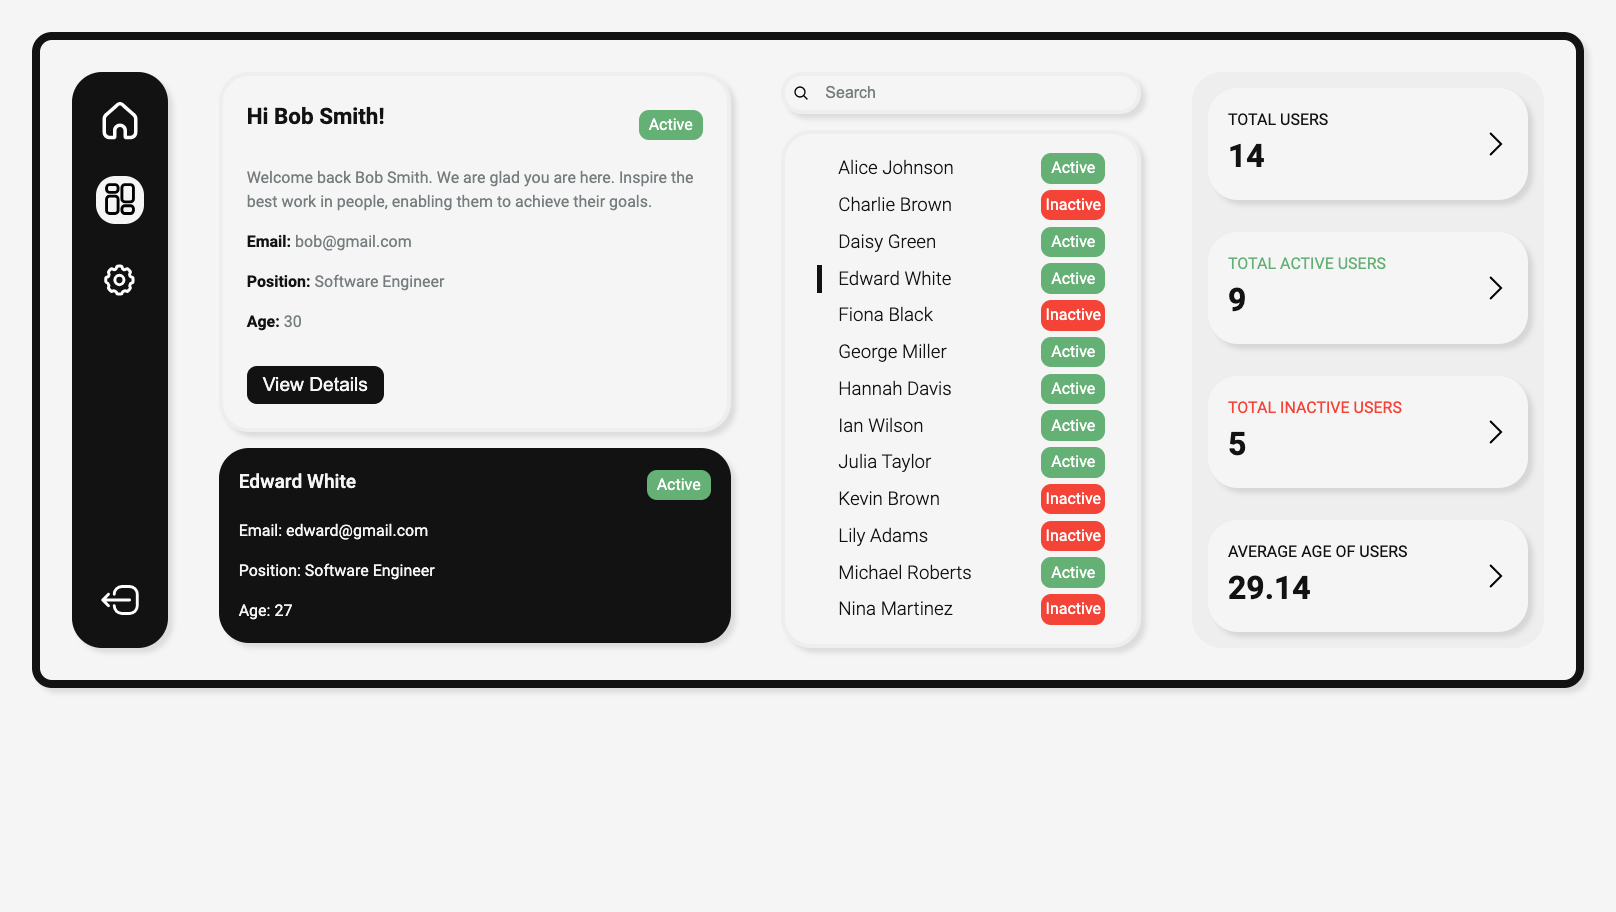 Hi Bob Smith!
Active
Welcome back Bob Smith. We are glad you are here. Inspire the
best work in people, enabling them to achieve their goals.
Email: bob@gmail.com
Position: Software Engineer
Age: 30
View Details
Edward White
Active
Email: edward@gmail.com
Position: Software Engineer
Age: 27
Search
Alice Johnson Active
Charlie Brown Inactive
Daisy Green Active
Edward White Active
Fiona Black Inactive
George Miller Active
Hannah Davis Active
Ian Wilson Active
Julia Taylor Active
Kevin Brown Inactive
Lily Adams Inactive
Michael Roberts Active
Nina Martinez Inactive
TOTAL USERS
14
TOTAL ACTIVE USERS
9
TOTAL INACTIVE USERS
5
AVERAGE AGE OF USERS
29.14